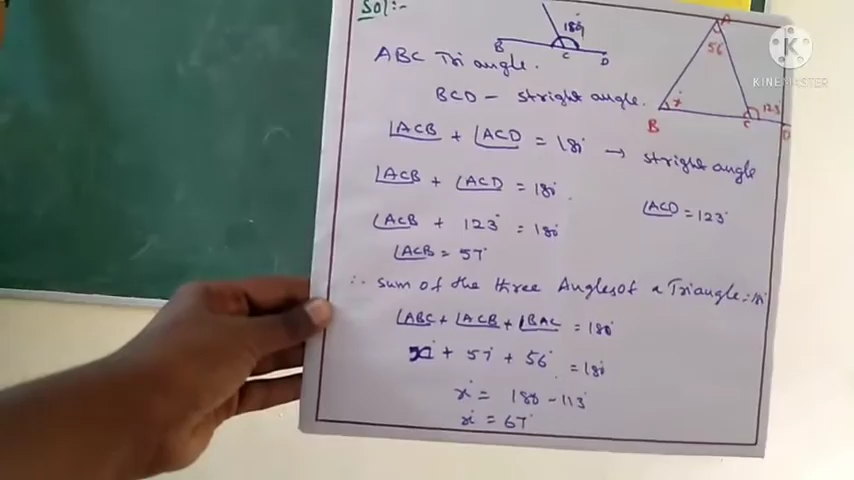 Sol:-
180°
B C D
ABC Triangle.
A
56°
x°
123°
B C D
K
KINEMASTER
BCD - stright angle.
∠ACB + ∠ACD = 180° → stright angle
∠ACB + ∠ACD = 180°.
∠ACD = 123°
∠ACB + 123° = 180°
∠ACB = 57°
∴ sum of the three Angles of a Triangle = 180°
∠ABC + ∠ACB + ∠BAC = 180°
x° + 57° + 56° = 180°
x° = 180° - 113°
x° = 67°